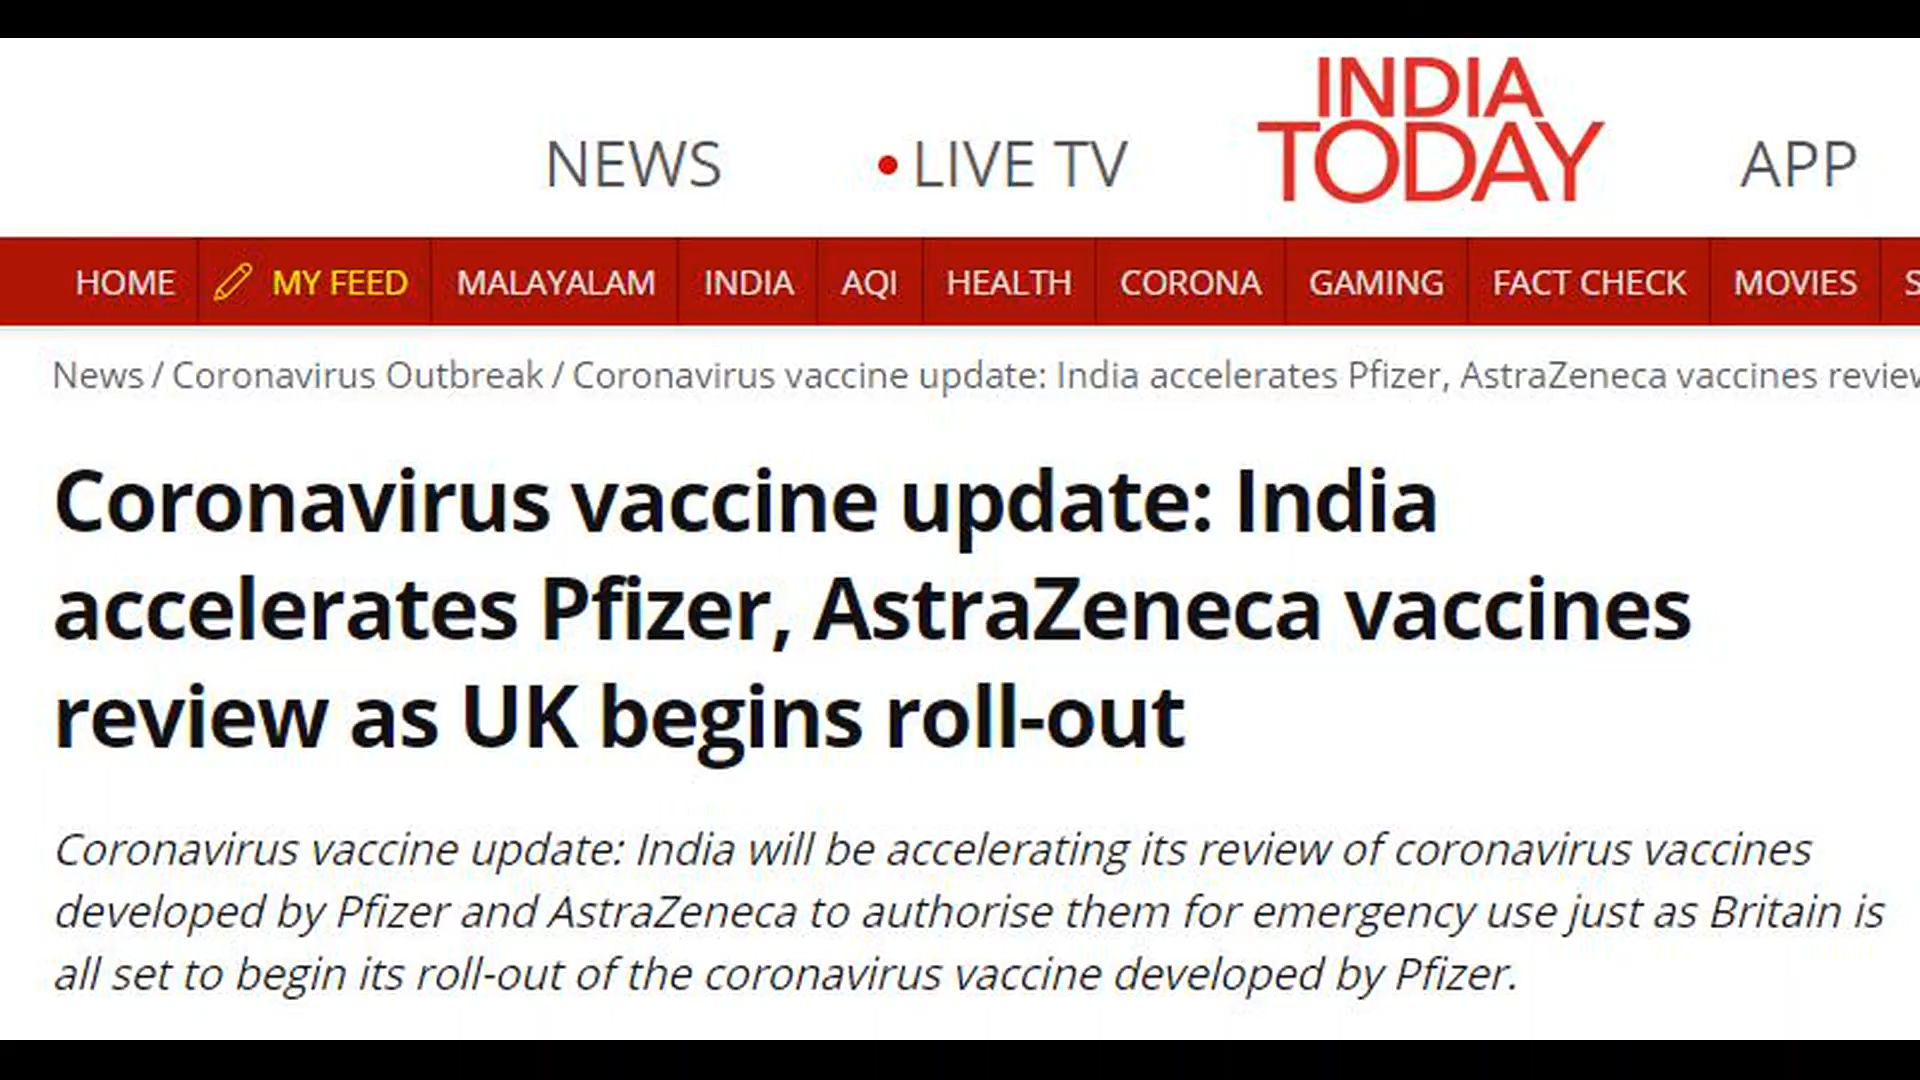 INDIA
TODAY
NEWS
LIVE TV
APP
HOME
MY FEED
MALAYALAM
INDIA
AQI
HEALTH
CORONA
GAMING
FACT CHECK
MOVIES
News / Coronavirus Outbreak / Coronavirus vaccine update: India accelerates Pfizer, AstraZeneca vaccines review
Coronavirus vaccine update: India
accelerates Pfizer, AstraZeneca vaccines
review as UK begins roll-out
Coronavirus vaccine update: India will be accelerating its review of coronavirus vaccines
developed by Pfizer and AstraZeneca to authorise them for emergency use just as Britain is
all set to begin its roll-out of the coronavirus vaccine developed by Pfizer.